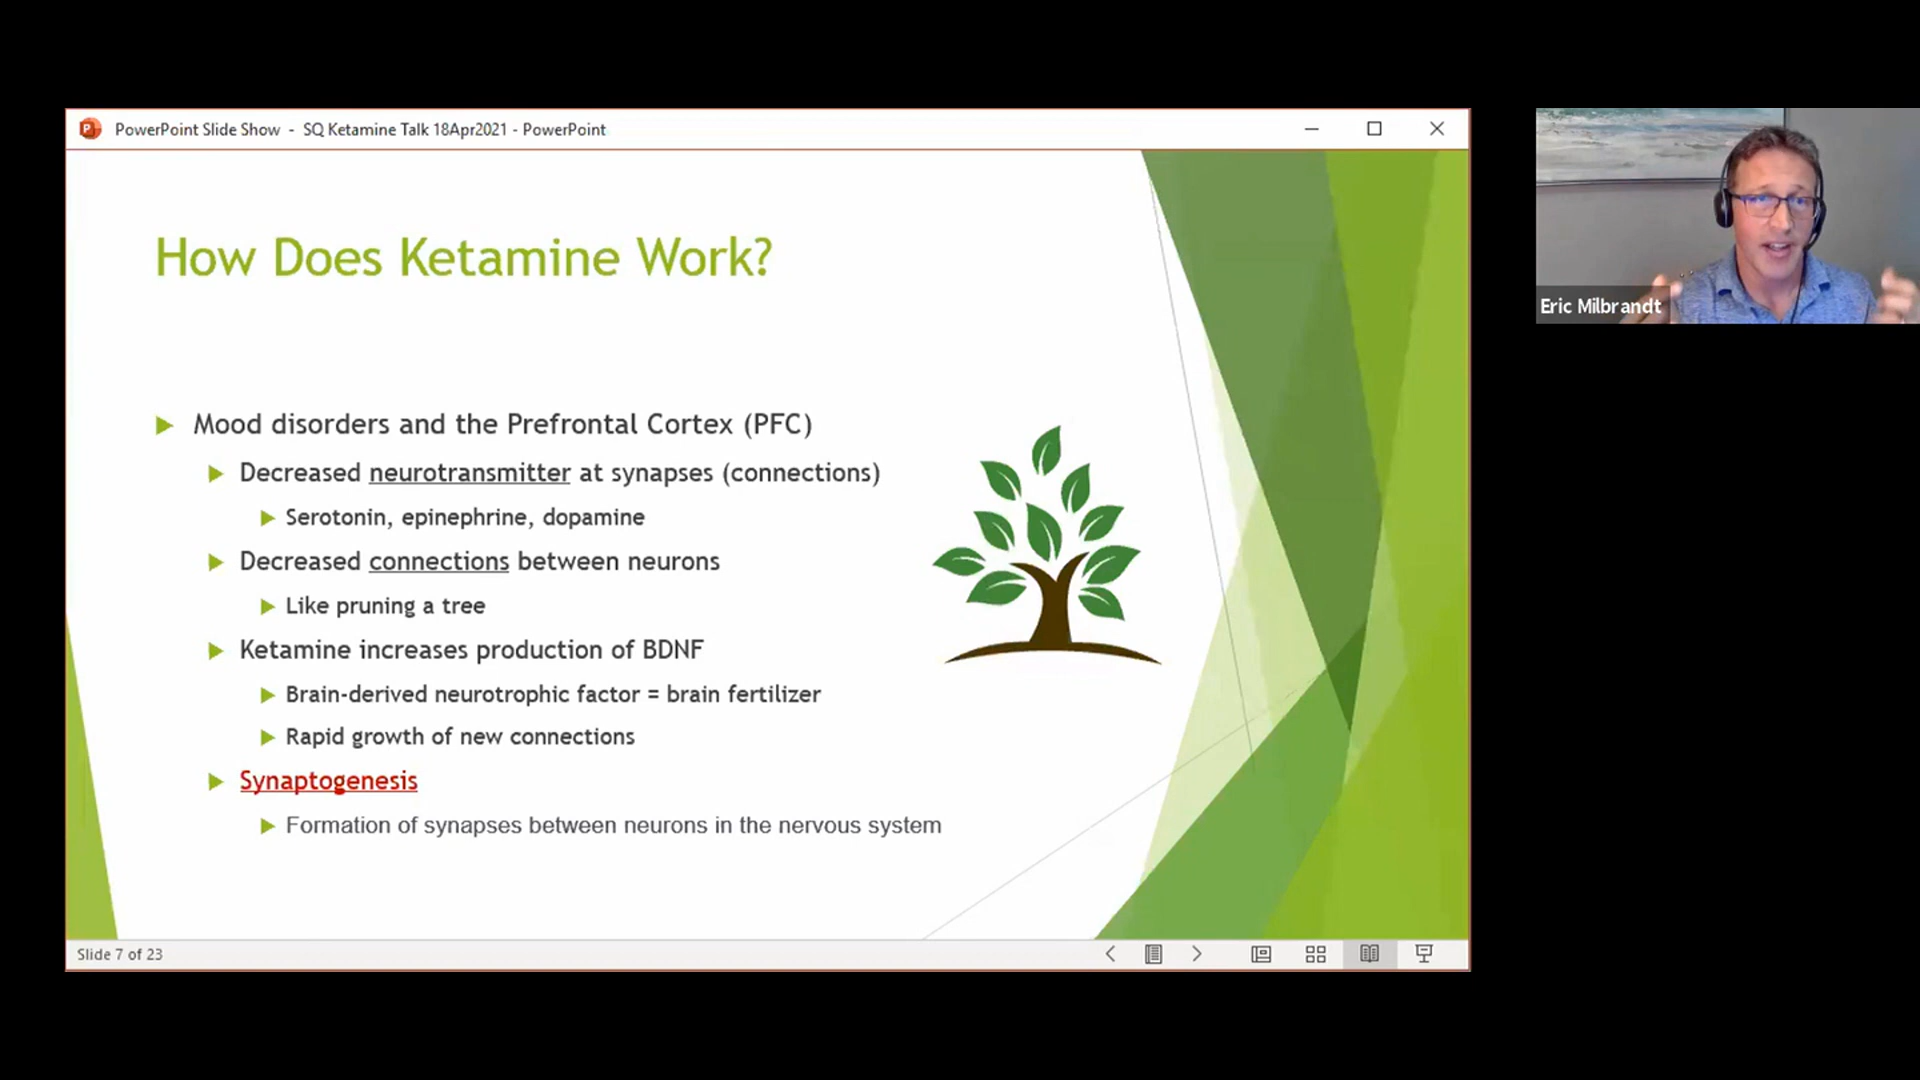 PowerPoint Slide Show - SQ Ketamine Talk 18Apr2021 - PowerPoint
How Does Ketamine Work?
Mood disorders and the Prefrontal Cortex (PFC)
Decreased neurotransmitter at synapses (connections)
Serotonin, epinephrine, dopamine
Decreased connections between neurons
Like pruning a tree
Ketamine increases production of BDNF
Brain-derived neurotrophic factor = brain fertilizer
Rapid growth of new connections
Synaptogenesis
Formation of synapses between neurons in the nervous system
Slide 7 of 23
Eric Milbrandt